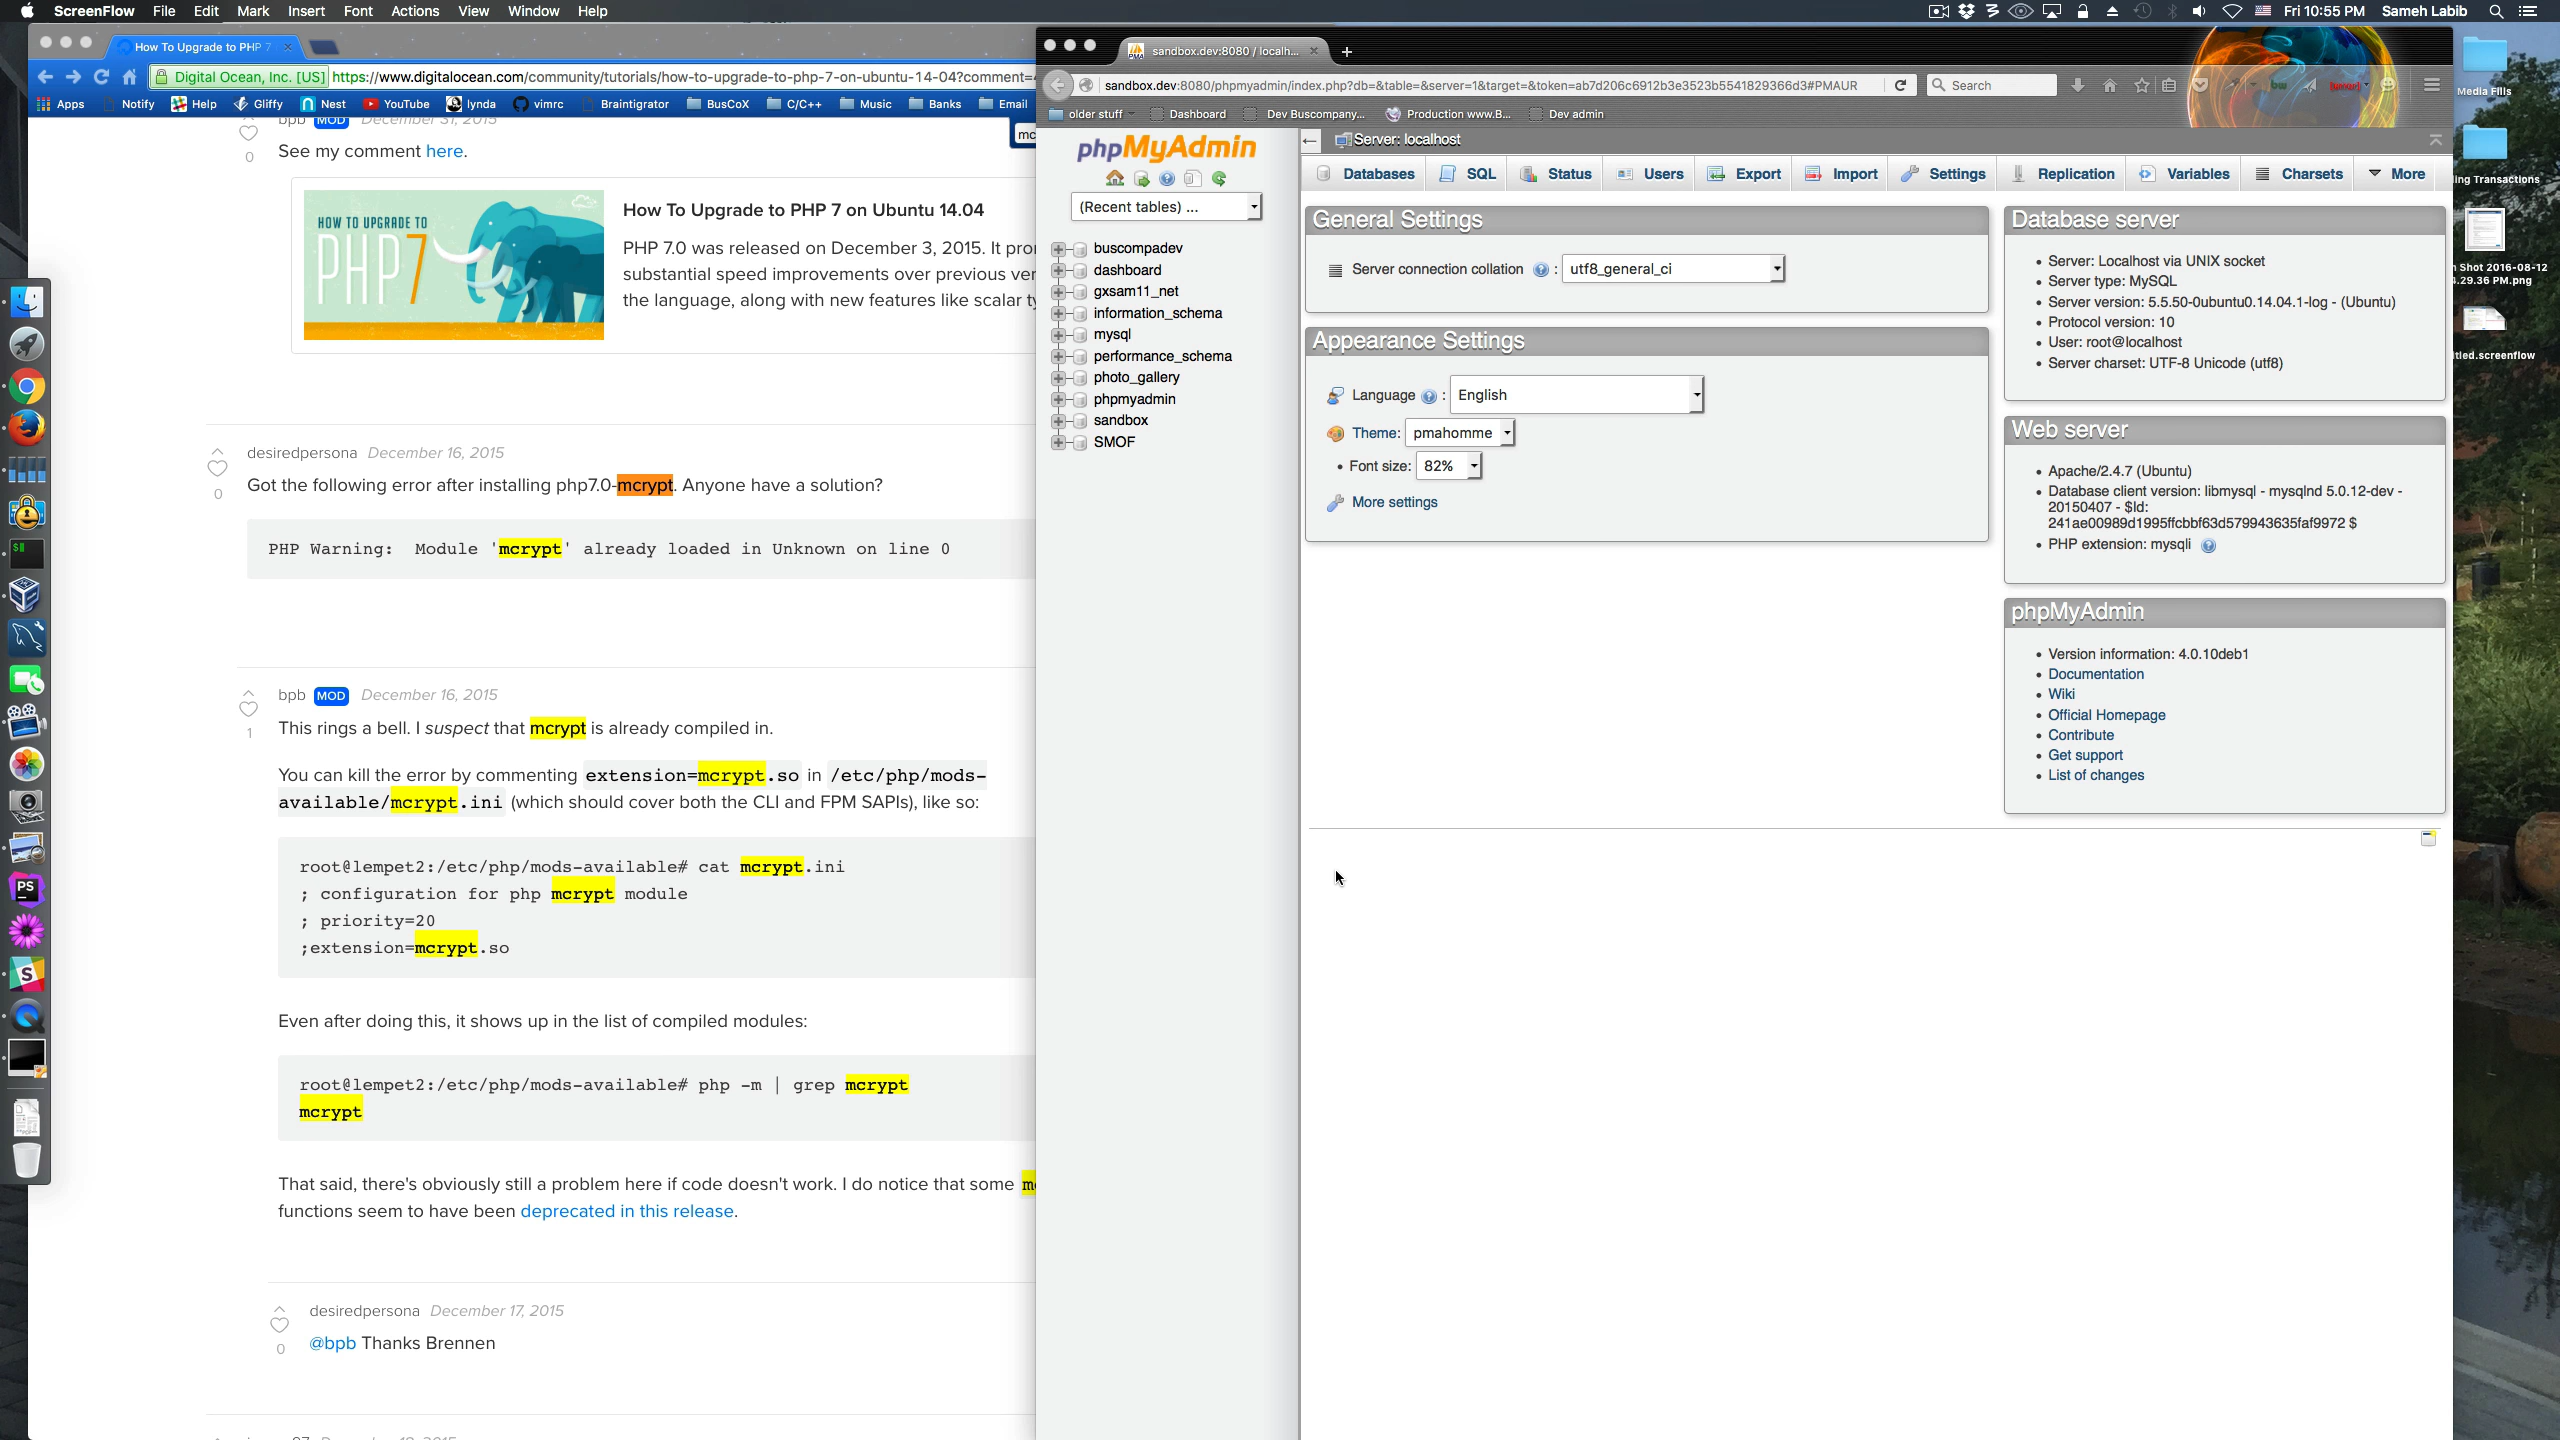 ScreenFlow File Edit Mark Insert Font Actions View Window Help
Fri 10:55 PM Sameh Labib
How To Upgrade to PHP 7
Digital Ocean, Inc. [US] https://www.digitalocean.com/community/tutorials/how-to-upgrade-to-php-7-on-ubuntu-14-04?comment=
Apps Notify Help Gliffy Nest YouTube lynda vimrc Braintigrator BusCoX C/C++ Music Banks Email
bpb MOD December 31, 2015
0
See my comment here.
HOW TO UPGRADE TO
PHP7
How To Upgrade to PHP 7 on Ubuntu 14.04
PHP 7.0 was released on December 3, 2015. It pro
substantial speed improvements over previous ver
the language, along with new features like scalar ty
desiredpersona December 16, 2015
0
Got the following error after installing php7.0-mcrypt. Anyone have a solution?
PHP Warning: Module 'mcrypt' already loaded in Unknown on line 0
bpb MOD December 16, 2015
1
This rings a bell. I suspect that mcrypt is already compiled in.
You can kill the error by commenting extension=mcrypt.so in /etc/php/mods-
available/mcrypt.ini (which should cover both the CLI and FPM SAPIs), like so:
root@lempet2:/etc/php/mods-available# cat mcrypt.ini
; configuration for php mcrypt module
; priority=20
;extension=mcrypt.so
Even after doing this, it shows up in the list of compiled modules:
root@lempet2:/etc/php/mods-available# php -m | grep mcrypt
mcrypt
That said, there's obviously still a problem here if code doesn't work. I do notice that some m
functions seem to have been deprecated in this release.
desiredpersona December 17, 2015
0
@bpb Thanks Brennen
mc
sandbox.dev:8080 / localh...
sandbox.dev:8080/phpmyadmin/index.php?db=&table=&server=1&target=&token=ab7d206c6912b3e3523b5541829366d3#PMAUR
Search
older stuff Dashboard Dev Buscompany... Production www.B... Dev admin
phpMyAdmin
(Recent tables) ...
buscompadev
dashboard
gxsam11_net
information_schema
mysql
performance_schema
photo_gallery
phpmyadmin
sandbox
SMOF
Server: localhost
Databases SQL Status Users Export Import Settings Replication Variables Charsets More
General Settings
Server connection collation : utf8_general_ci
Appearance Settings
Language : English
Theme: pmahomme
• Font size: 82%
More settings
Database server
• Server: Localhost via UNIX socket
• Server type: MySQL
• Server version: 5.5.50-0ubuntu0.14.04.1-log - (Ubuntu)
• Protocol version: 10
• User: root@localhost
• Server charset: UTF-8 Unicode (utf8)
Web server
• Apache/2.4.7 (Ubuntu)
• Database client version: libmysql - mysqlnd 5.0.12-dev -
20150407 - $Id:
241ae00989d1995ffcbbf63d579943635faf9972 $
• PHP extension: mysqli
phpMyAdmin
• Version information: 4.0.10deb1
• Documentation
• Wiki
• Official Homepage
• Contribute
• Get support
• List of changes
Media FIlls
ing Transactions
Shot 2016-08-12
.29.36 PM.png
tled.screenflow